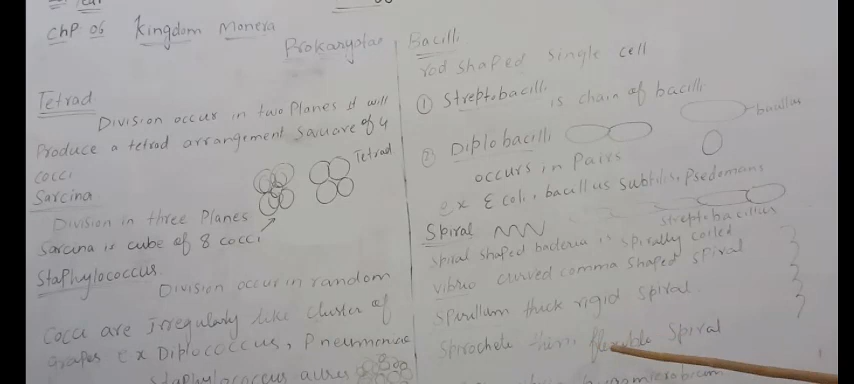 Chp 06 Kingdom Monera
Prokaryotae
Tetrad
Division occur in two Planes it will
Produce a tetrad arrangement square of 4
cocci
Tetrad
Sarcina
Division in three Planes
Sarcina is cube of 8 cocci
Staphylococcus
Division occur in random
Cocci are irregularly like cluster of
grapes ex Diplococcus, Pneumoniae
Staphylococcus
Bacilli
rod shaped single cell
① Streptobacilli
is chain of bacilli
bacillus
② Diplobacilli
occurs in Pairs
ex E coli, bacillus subtilis, Psedomans
streptobacillus
Spiral
Spiral shaped bacteria is spirally coiled
vibrio curved comma shaped spiral
Spirillum thick rigid spiral.
Spirochete thin flexible Spiral